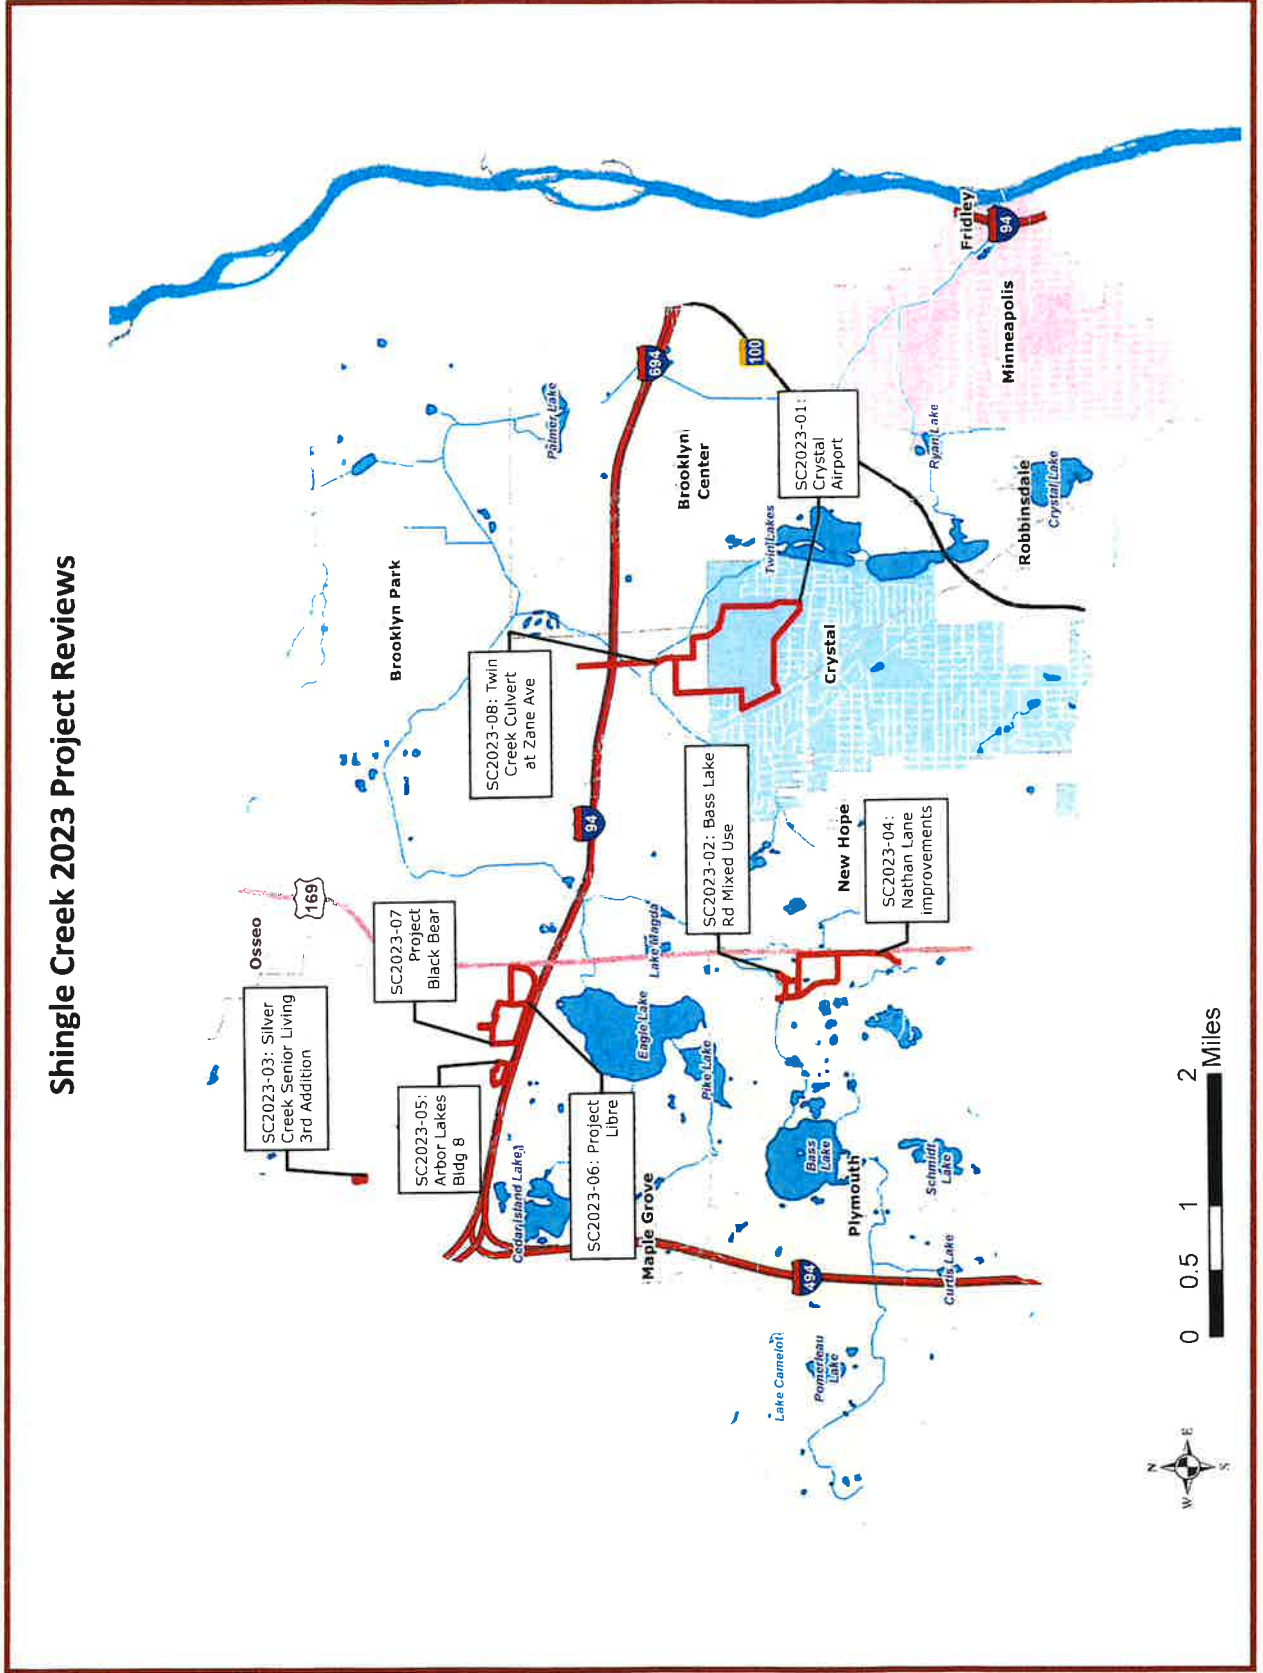 Shingle Creek 2023 Project Reviews
Osseo
169
SC2023-03: Silver
Creek Senior Living
3rd Addition
SC2023-07
Project
Black Bear
SC2023-05:
Arbor Lakes
Bldg 8
SC2023-06: Project
Libre
Brooklyn Park
SC2023-08: Twin
Creek Culvert
at Zane Ave
Palmer Lake
694
94
Brooklyn
Center
100
SC2023-01:
Crystal
Airport
Twin Lakes
Cedar Island Lake
Maple Grove
Eagle Lake
Pike Lake
Lake Magda
SC2023-02: Bass Lake
Rd Mixed Use
New Hope
SC2023-04:
Nathan Lane
improvements
Crystal
Ryan Lake
Fridley
94
Minneapolis
Robbinsdale
Crystal Lake
Bass
Lake
Plymouth
Schmidt
Lake
494
Curtis Lake
Lake Camelot
Pomerleau
Lake
N
W
E
S
0
0.5
1
2
Miles